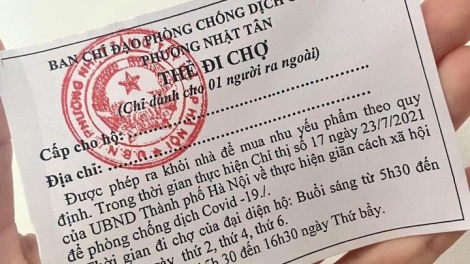 BAN CHỈ ĐẠO PHÒNG CHỐNG DỊCH
PHƯỜNG NHẬT TÂN
THẺ ĐI CHỢ
(Chỉ dành cho 01 người ra ngoài)
Cấp cho hộ:
Địa chỉ:
Được phép ra khỏi nhà để mua nhu yếu phẩm theo quy
định. Trong thời gian thực hiện Chỉ thị số 17 ngày 23/7/2021
của UBND Thành phố Hà Nội về thực hiện giãn cách xã hội
để phòng chống dịch Covid -19./.
Thời gian đi chợ của đại diện hộ: Buổi sáng từ 5h30 đến
ày, thứ 2, thứ 4, thứ 6.
5h 30 đến 16h30 ngày Thứ bảy.